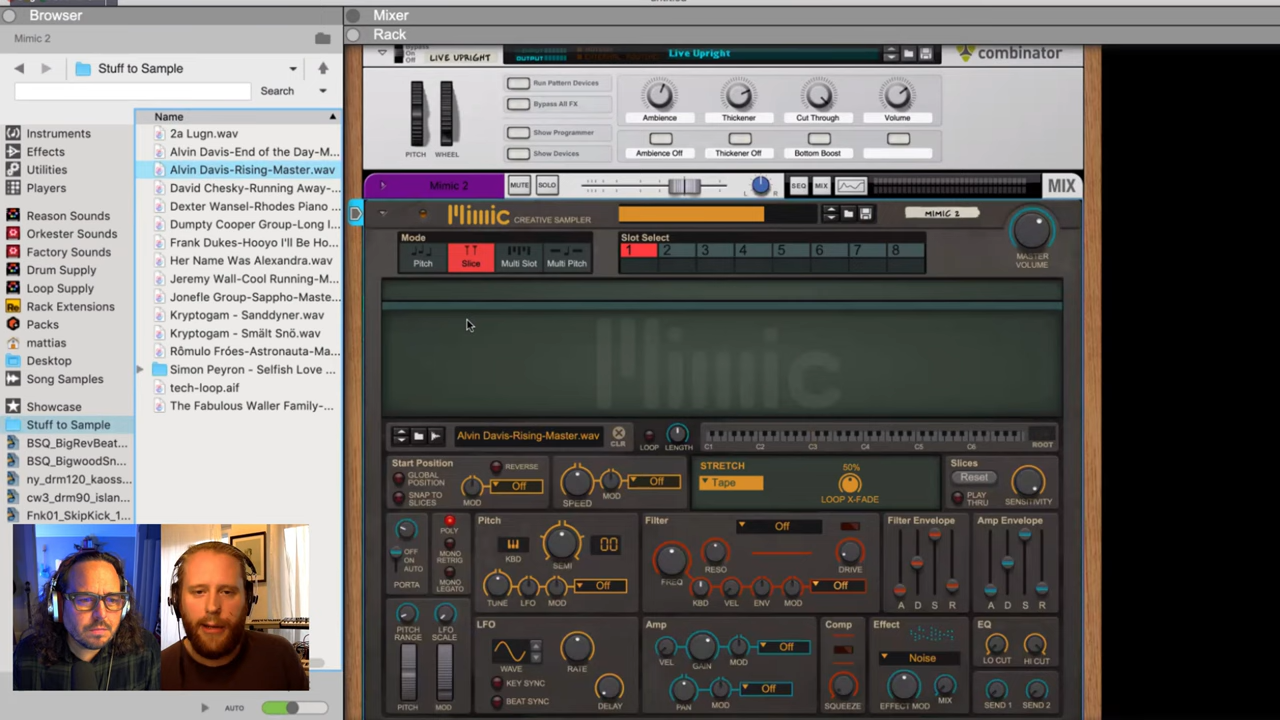 Browser
Mimic 2
Stuff to Sample
Search
Instruments
Effects
Utilities
Players
Reason Sounds
Orkester Sounds
Factory Sounds
Drum Supply
Loop Supply
Rack Extensions
Packs
mattias
Desktop
Song Samples
Showcase
Stuff to Sample
BSQ_BigRevBeat...
BSQ_BigwoodSn...
ny_drm120_kaoss...
cw3_drm90_islan...
Fnk01_SkipKick_1...
Name
2a Lugn.wav
Alvin Davis-End of the Day-M...
Alvin Davis-Rising-Master.wav
David Chesky-Running Away-...
Dexter Wansel-Rhodes Piano ...
Dumpty Cooper Group-Long I...
Frank Dukes-Hooyo I'll Be Ho...
Her Name Was Alexandra.wav
Jeremy Wall-Cool Running-M...
Jonefle Group-Sappho-Maste...
Kryptogam - Sanddyner.wav
Kryptogam - Smält Snö.wav
Rômulo Fróes-Astronauta-Ma...
Simon Peyron - Selfish Love ...
tech-loop.aif
The Fabulous Waller Family-...
AUTO
Mixer
Rack
On
Off
LIVE UPRIGHT
Live Upright
combinator
PITCH WHEEL
Run Pattern Devices
Bypass All FX
Show Programmer
Show Devices
Ambience Thickener Cut Through Volume
Ambience Off Thickener Off Bottom Boost
Mimic 2 MUTE SOLO L R SEQ MIX MIX
Mimic CREATIVE SAMPLER MIMIC 2
MASTER
VOLUME
Mode
Pitch Slice Multi Slot Multi Pitch
Slot Select
1 2 3 4 5 6 7 8
Mimic
Alvin Davis-Rising-Master.wav CLR LOOP LENGTH C1 C2 C3 C4 C5 C6 ROOT
Start Position
GLOBAL
POSITION
SNAP TO
SLICES
REVERSE
MOD Off
SPEED MOD Off
STRETCH
Tape
50%
LOOP X-FADE
Slices
Reset
PLAY
THRU
SENSITIVITY
OFF
ON
AUTO
PORTA
POLY
MONO
RETRIG
MONO
LEGATO
Pitch
KBD SEMI 00
TUNE LFO MOD Off
Filter Off
FREQ RESO DRIVE
KBD VEL ENV MOD Off
Filter Envelope
A D S R
Amp Envelope
A D S R
PITCH
RANGE
LFO
SCALE
PITCH MOD
LFO
WAVE RATE
KEY SYNC
BEAT SYNC DELAY
Amp
VEL GAIN MOD Off
PAN MOD Off
Comp
SQUEEZE
Effect
Noise
EFFECT MOD MIX
EQ
LO CUT HI CUT
SEND 1 SEND 2